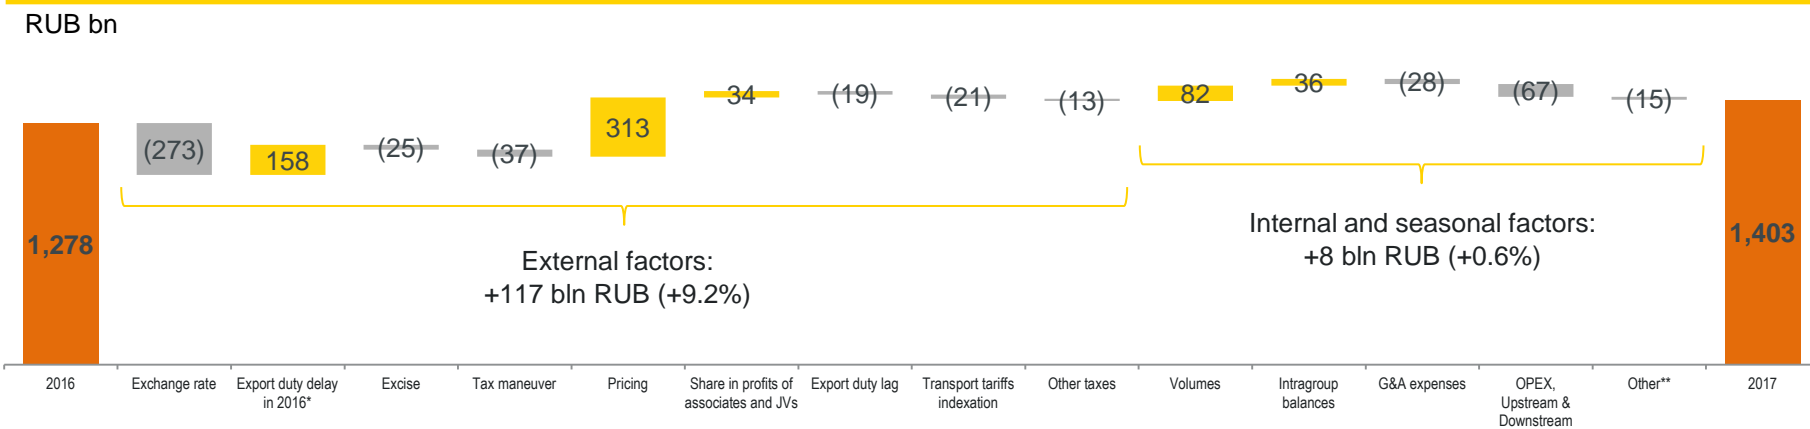 RUB bn
1,278
(273)
158
(25)
(37)
313
34
(19)
(21)
(13)
82
36
(28)
(67)
(15)
1,403
External factors:
+117 bln RUB (+9.2%)
Internal and seasonal factors:
+8 bln RUB (+0.6%)
2016
Exchange rate
Export duty delay
in 2016*
Excise
Tax maneuver
Pricing
Share in profits of
associates and JVs
Export duty lag
Transport tariffs
indexation
Other taxes
Volumes
Intragroup
balances
G&A expenses
OPEX,
Upstream &
Downstream
Other**
2017